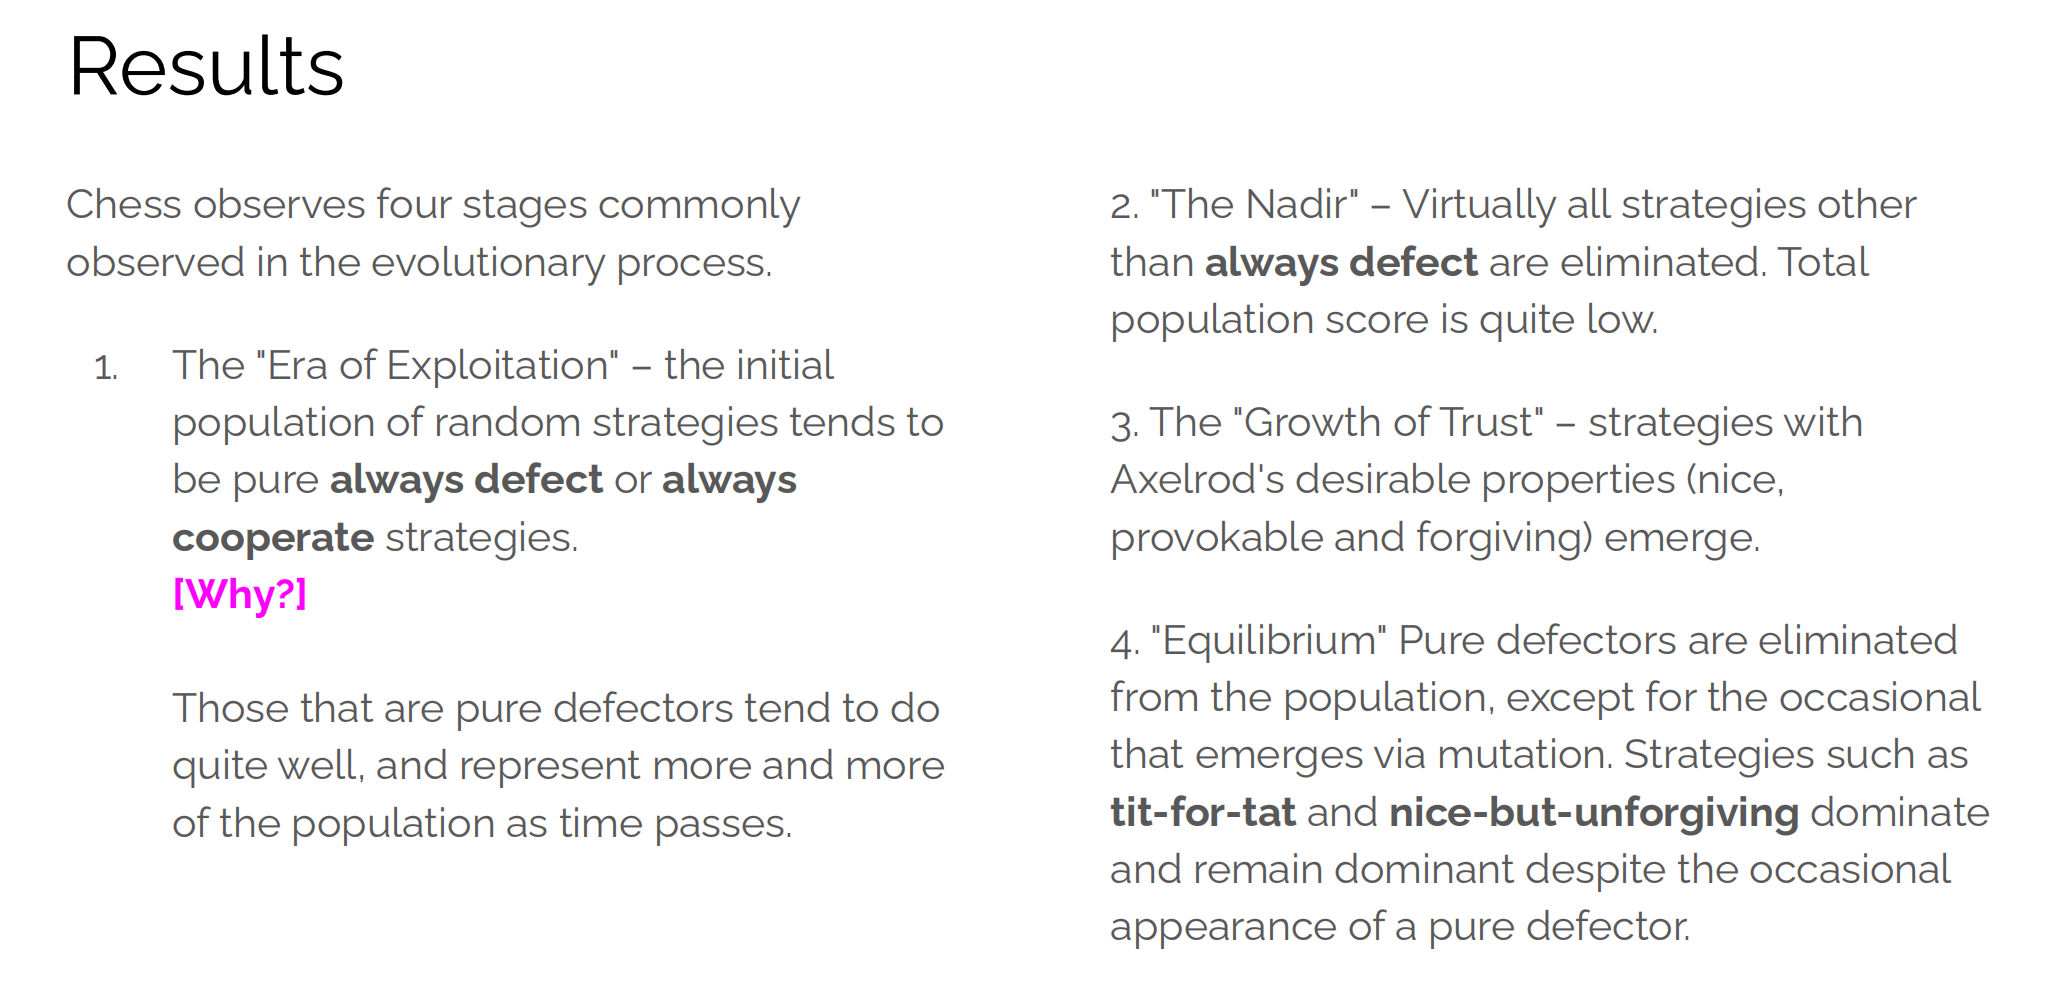 Results
Chess observes four stages commonly
observed in the evolutionary process.
1. The "Era of Exploitation" – the initial
population of random strategies tends to
be pure always defect or always
cooperate strategies.
[Why?]
Those that are pure defectors tend to do
quite well, and represent more and more
of the population as time passes.
2. "The Nadir" – Virtually all strategies other
than always defect are eliminated. Total
population score is quite low.
3. The "Growth of Trust" – strategies with
Axelrod's desirable properties (nice,
provokable and forgiving) emerge.
4. "Equilibrium" Pure defectors are eliminated
from the population, except for the occasional
that emerges via mutation. Strategies such as
tit-for-tat and nice-but-unforgiving dominate
and remain dominant despite the occasional
appearance of a pure defector.